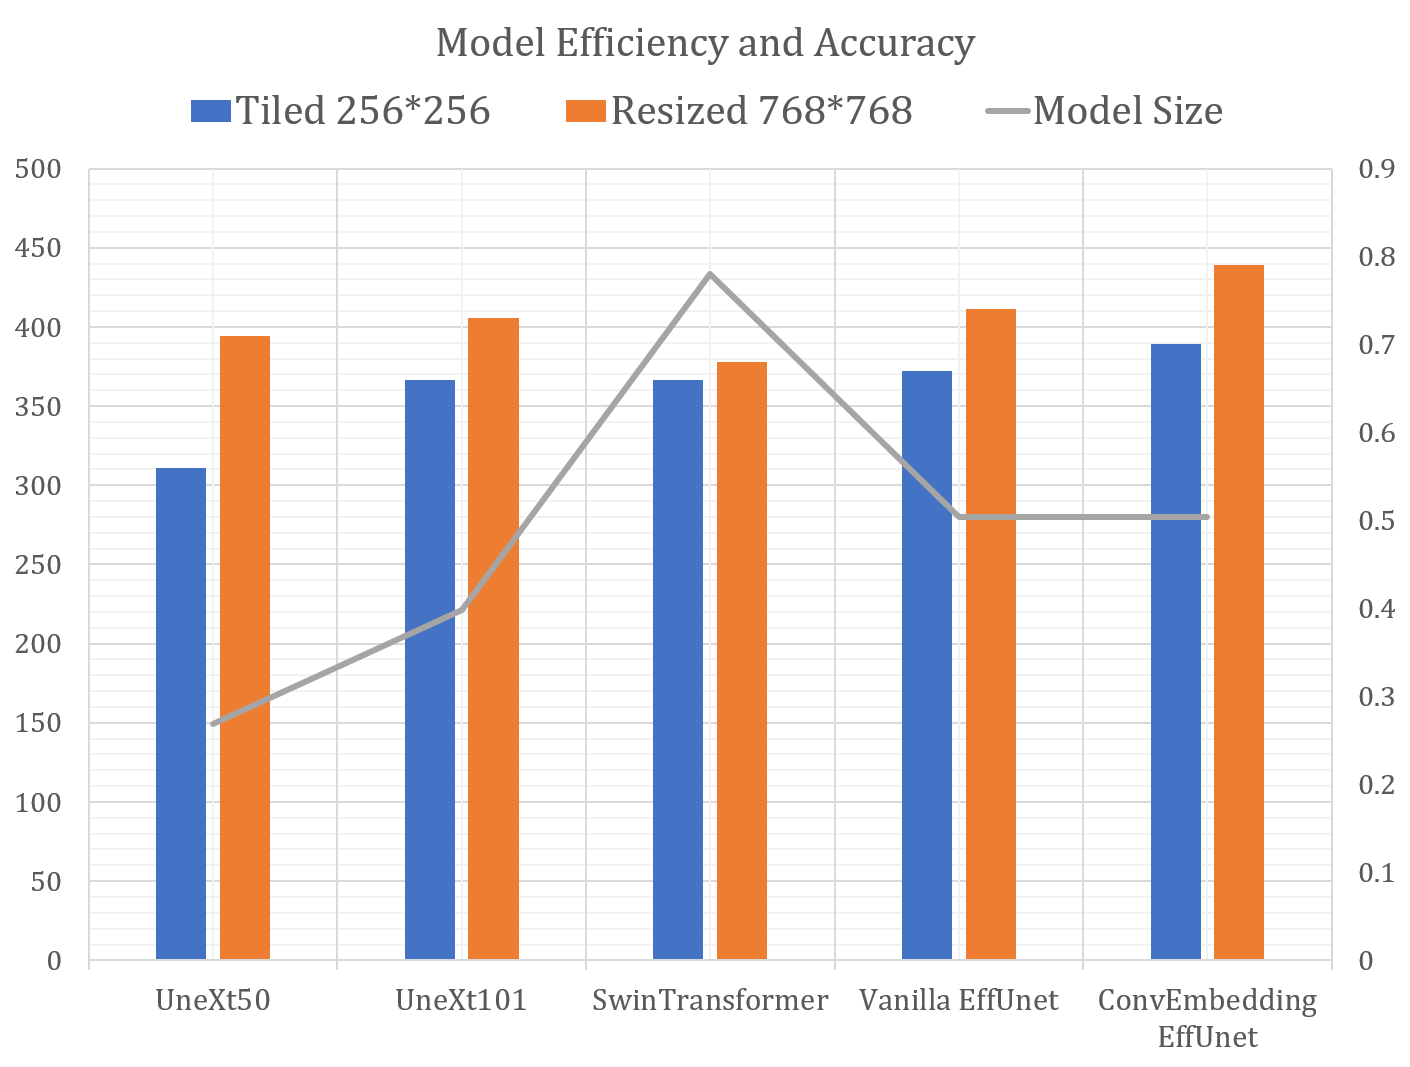 Model Efficiency and Accuracy
Tiled 256*256 Resized 768*768 Model Size
500 0.9
450 0.8
400 0.7
350 0.6
300 0.5
250 0.4
200 0.3
150 0.2
100 0.1
50 0
0
UneXt50 UneXt101 SwinTransformer Vanilla EffUnet ConvEmbedding
EffUnet